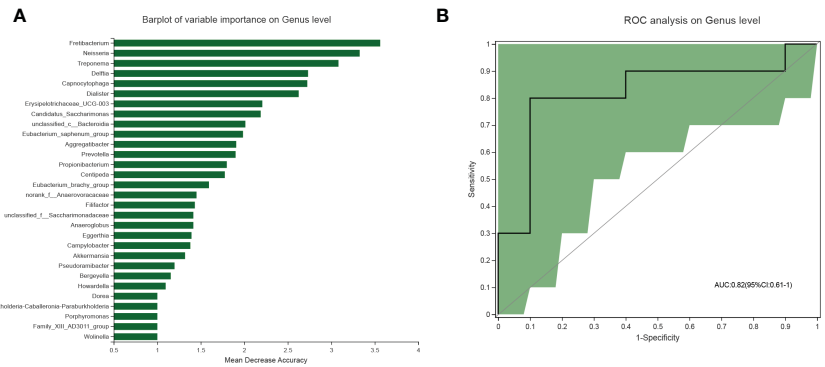 A
Barplot of variable importance on Genus level
Fretibacterium
Neisseria
Treponema
Delftia
Capnocytophaga
Dialister
Erysipelotrichaceae_UCG-003
Candidatus_Saccharimonas
unclassified_c__Bacteroidia
Eubacterium_saphenum_group
Aggregatibacter
Prevotella
Propionibacterium
Centipeda
Eubacterium_brachy_group
norank_f__Anaerovoracaceae
Filifactor
unclassified_f__Saccharimonadaceae
Anaeroglobus
Eggerthia
Campylobacter
Akkermansia
Pseudoramibacter
Bergeyella
Howardella
Dorea
holderia-Caballeronia-Paraburkholderia
Porphyromonas
Family_XIII_AD3011_group
Wolinella
0.5 1 1.5 2 2.5 3 3.5 4
Mean Decrease Accuracy
B
ROC analysis on Genus level
Sensitivity
1
0.9
0.8
0.7
0.6
0.5
0.4
0.3
0.2
0.1
0
AUC:0.82(95%CI:0.61-1)
0 0.1 0.2 0.3 0.4 0.5 0.6 0.7 0.8 0.9 1
1-Specificity